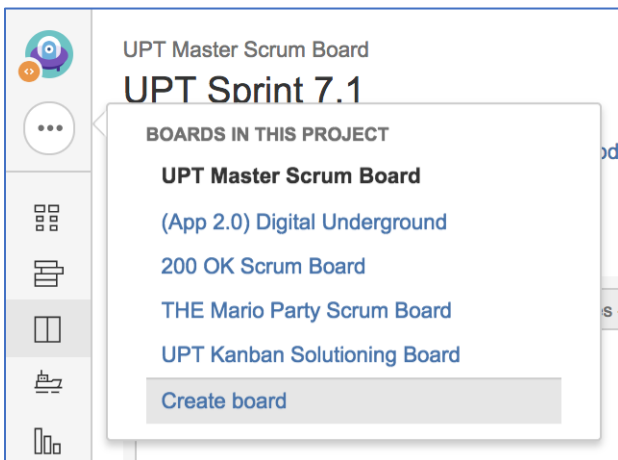 UPT Master Scrum Board
UPT Sprint 7.1
BOARDS IN THIS PROJECT
UPT Master Scrum Board
(App 2.0) Digital Underground
200 OK Scrum Board
THE Mario Party Scrum Board
UPT Kanban Solutioning Board
Create board